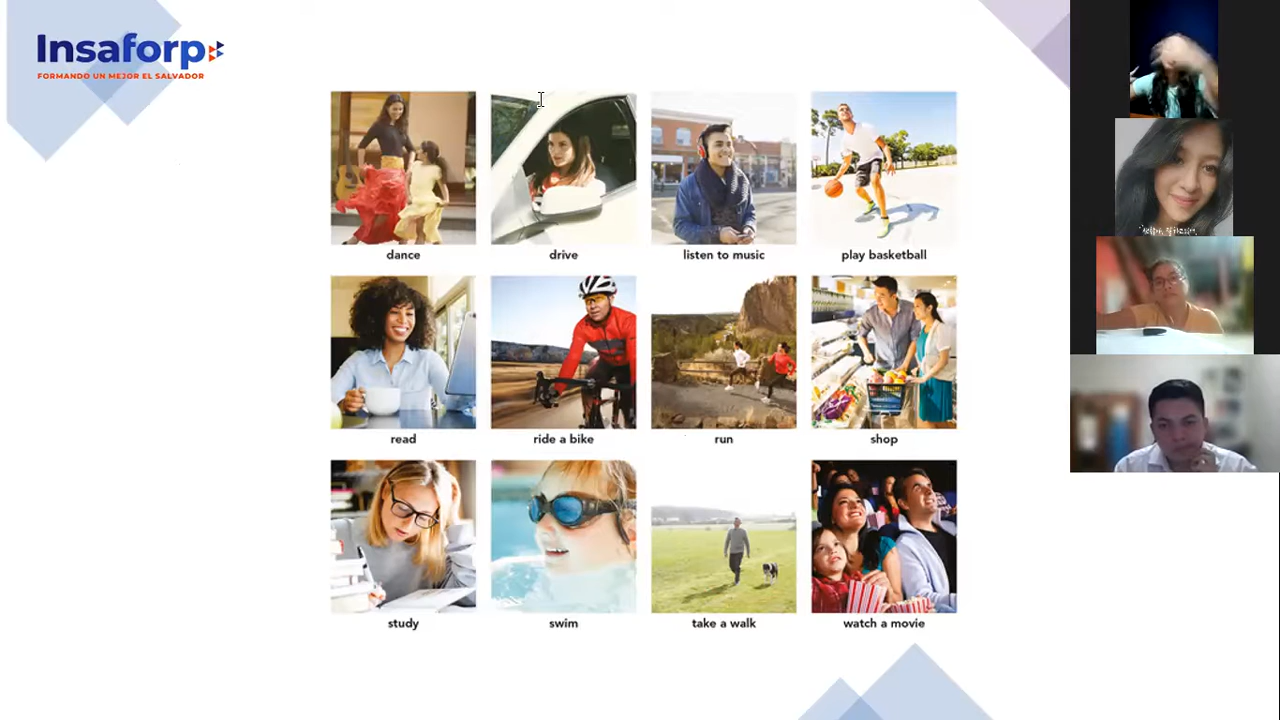 Insaforp
FORMANDO UN MEJOR EL SALVADOR
dance
drive
listen to music
play basketball
read
ride a bike
run
shop
study
swim
take a walk
watch a movie